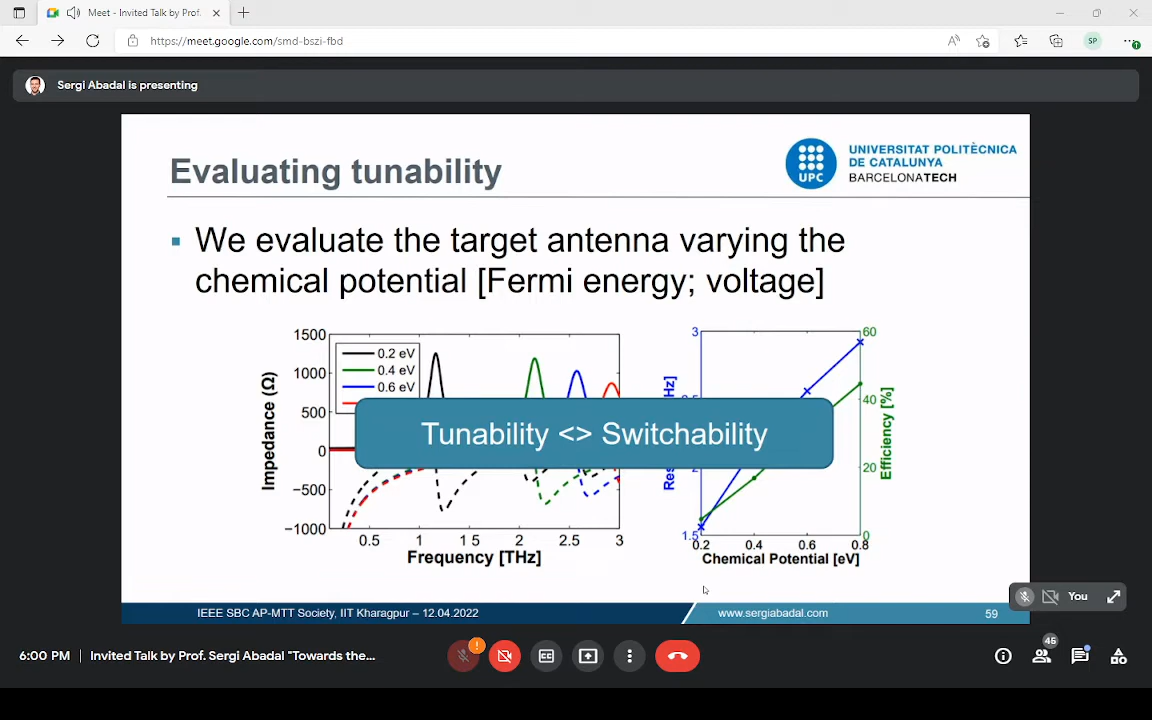 Meet - Invited Talk by Prof.
https://meet.google.com/smd-bszi-fbd
SP
Sergi Abadal is presenting
Evaluating tunability
UPC
UNIVERSITAT POLITÈCNICA
DE CATALUNYA
BARCELONATECH
We evaluate the target antenna varying the
chemical potential [Fermi energy; voltage]
1500
1000
500
0
−500
−1000
Impedance (Ω)
0.2 eV
0.4 eV
0.6 eV
0.5
1
1 5
2
2.5
3
Frequency [THz]
Tunability <> Switchability
3
1.5
60
40
20
0
Efficiency [%]
0.2
0.4
0.6
0.8
Chemical Potential [eV]
IEEE SBC AP-MTT Society, IIT Kharagpur – 12.04.2022
www.sergiabadal.com
59
You
6:00 PM
Invited Talk by Prof. Sergi Abadal "Towards the...
45